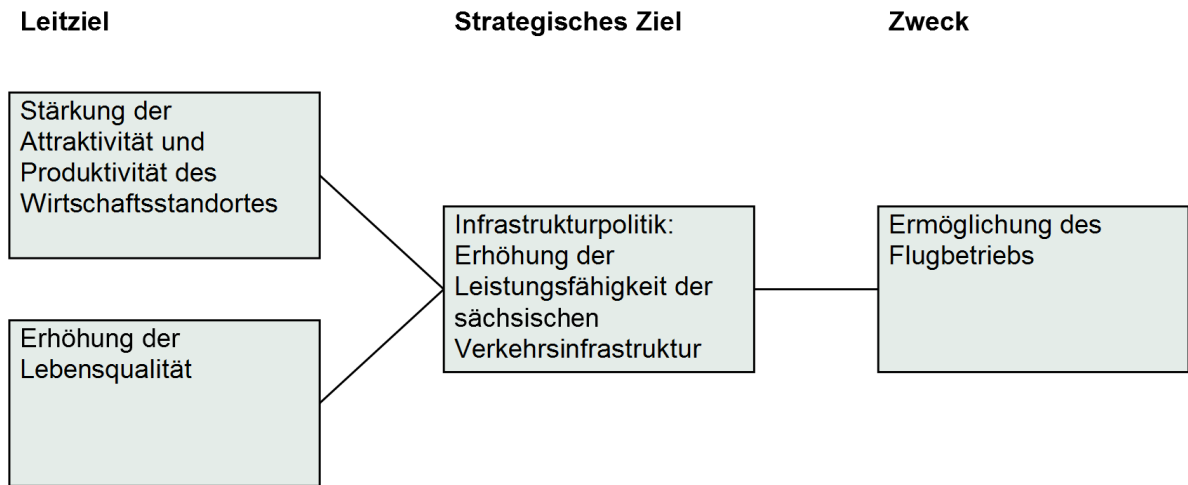 Leitziel
Strategisches Ziel
Zweck
Stärkung der
Attraktivität und
Produktivität des
Wirtschaftsstandortes
Erhöhung der
Lebensqualität
Infrastrukturpolitik:
Erhöhung der
Leistungsfähigkeit der
sächsischen
Verkehrsinfrastruktur
Ermöglichung des
Flugbetriebs